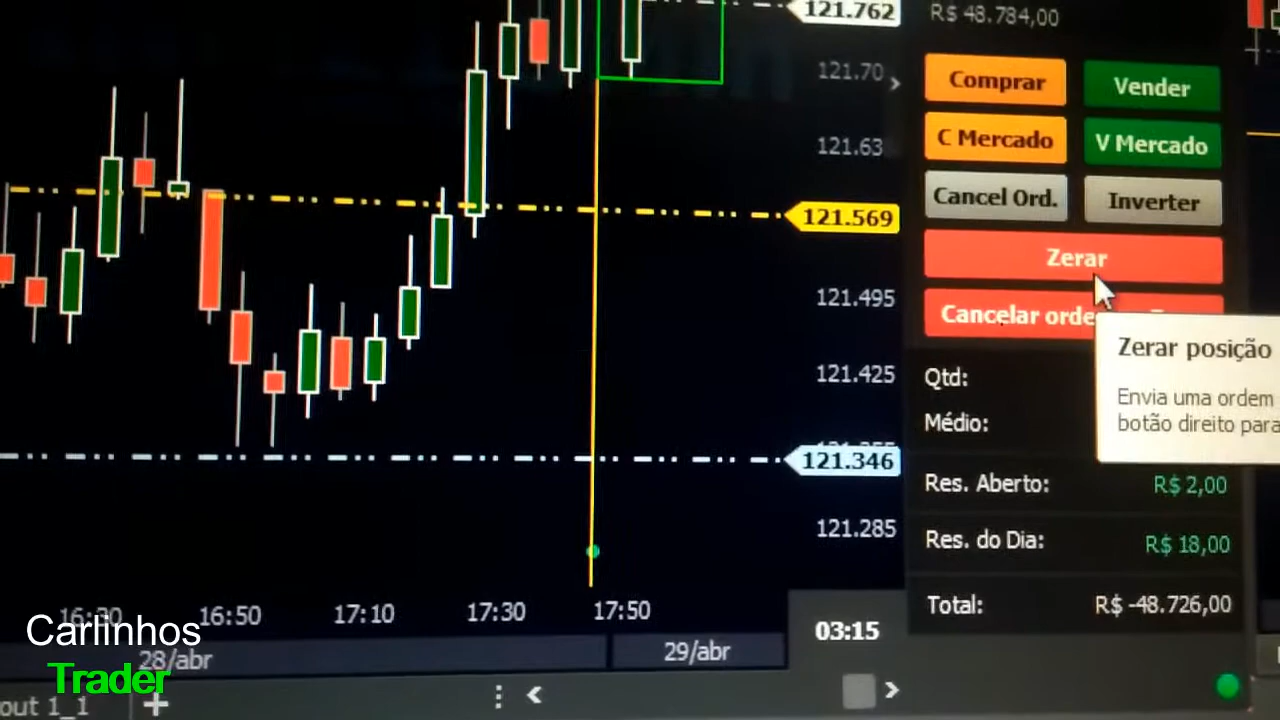 121.762
R$ 48.784,00
121.70
Comprar
Vender
121.63
C Mercado
V Mercado
Cancel Ord.
Inverter
121.569
Zerar
121.495
Cancelar orde
Zerar posição
121.425
Qtd:
Envia uma ordem
Médio:
botão direito para
121.346
Res. Aberto:
R$ 2,00
121.285
Res. do Dia:
R$ 18,00
16:30
16:50
17:10
17:30
17:50
Total:
R$ -48.726,00
Carlinhos
03:15
28/abr
29/abr
Trader
out 1_1